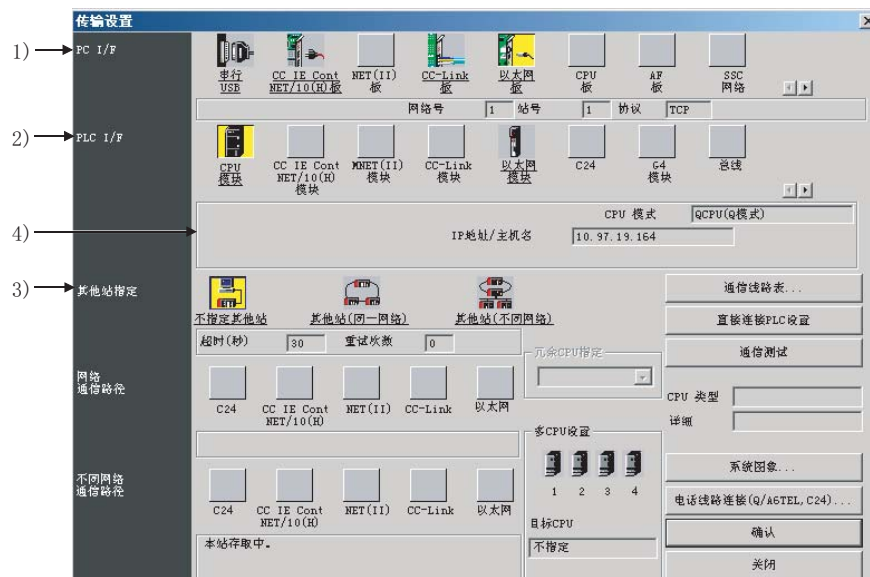 传输设置
1)
PC I/F
串行 USB
CC IE Cont NET/10(H)板
NET(II) 板
CC-Link 板
以太网 板
CPU 板
AF 板
SSC 网络
网络号 1 站号 1 协议 TCP
2)
PLC I/F
CPU 模块
CC IE Cont NET/10(H) 模块
MNET(II) 模块
CC-Link 模块
以太网 模块
C24
G4 模块
总线
4)
CPU 模式 QCPU(Q模式)
IP地址/主机名 10. 97. 19. 164
3)
其他站指定
不指定其他站
其他站(同一网络)
其他站(不同网络)
超时(秒) 30 重试次数 0
通信线路表...
直接连接PLC设置
通信测试
冗余CPU指定
CPU 类型
详细
网络
通信路径
C24
CC IE Cont NET/10(H)
NET(II)
CC-Link
以太网
多CPU设置
1 2 3 4
目标CPU
不指定
不同网络
通信路径
C24
CC IE Cont NET/10(H)
NET(II)
CC-Link
以太网
本站存取中。
系统图象...
电话线路连接(Q/A6TEL,C24)...
确认
关闭